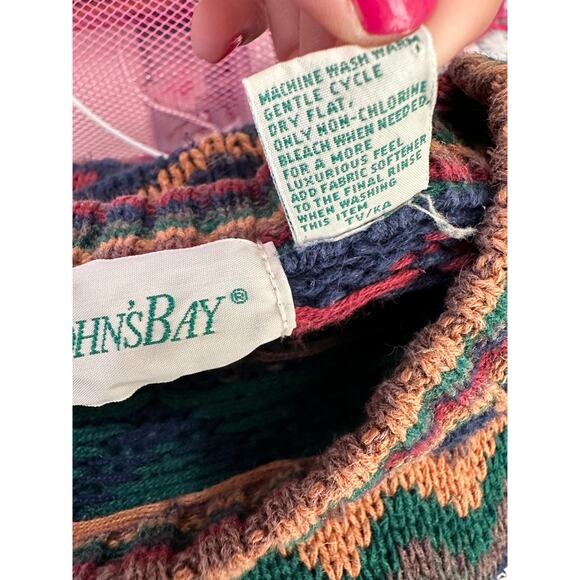 MACHINE WASH WARM,
GENTLE CYCLE
DRY FLAT,
ONLY NON-CHLORINE
BLEACH WHEN NEEDED.
FOR A MORE
LUXURIOUS FEEL
ADD FABRIC SOFTENER
TO THE FINAL RINSE
WHEN WASHING
THIS ITEM
TV/KA
OHN'S BAY®